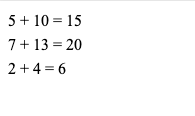 5 + 10 = 15
7 + 13 = 20
2 + 4 = 6